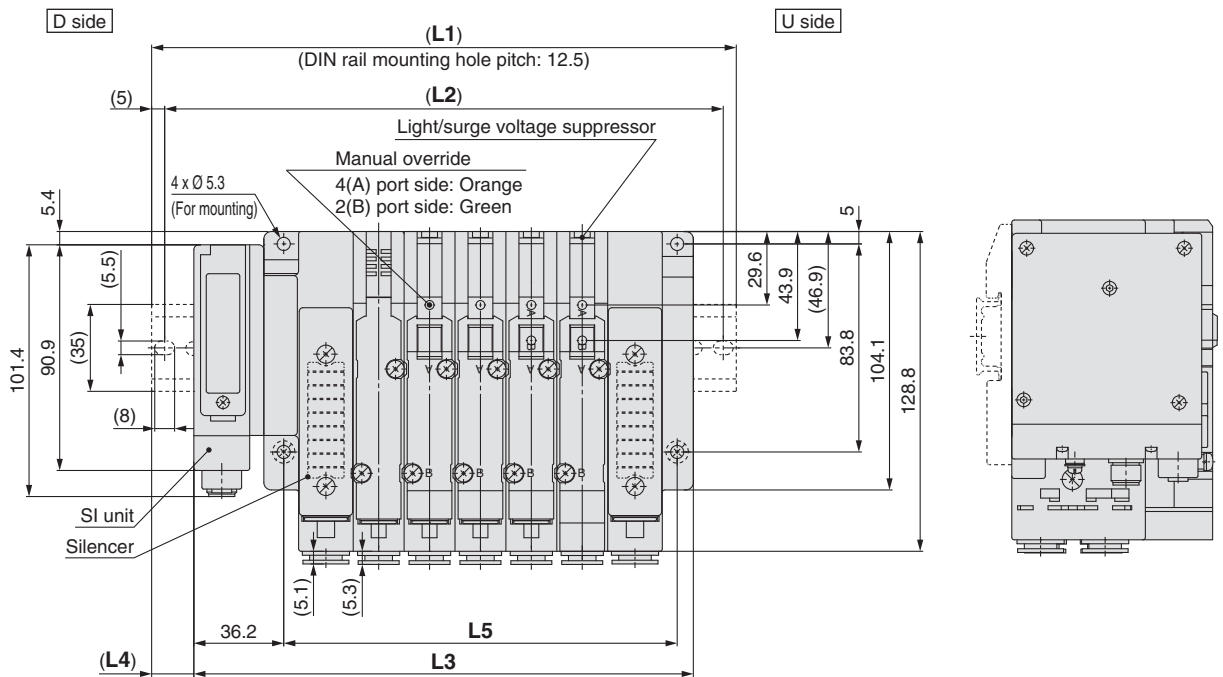 D side
U side
(L1)
(DIN rail mounting hole pitch: 12.5)
(5)
(L2)
Light/surge voltage suppressor
Manual override
4(A) port side: Orange
2(B) port side: Green
4 x Ø 5.3
(For mounting)
5.4
5
(5.5)
(35)
90.9
101.4
(8)
29.6
43.9
(46.9)
83.8
104.1
128.8
A
A
A A A A
B B B B
SI unit
Silencer
(5.1)
(5.3)
36.2
L5
(L4)
L3